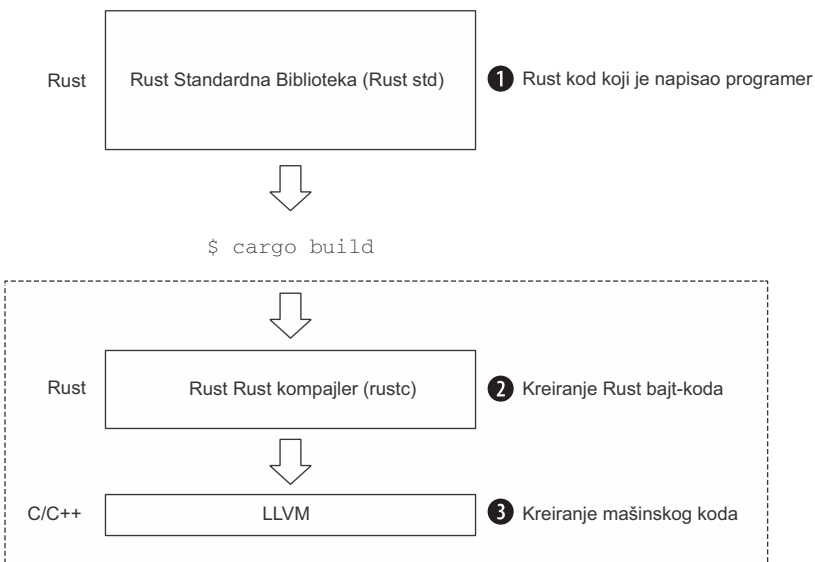 Rust
Rust Standardna Biblioteka (Rust std)
1 Rust kod koji je napisao programer
$ cargo build
Rust
Rust Rust kompajler (rustc)
2 Kreiranje Rust bajt-koda
C/C++
LLVM
3 Kreiranje mašinskog koda